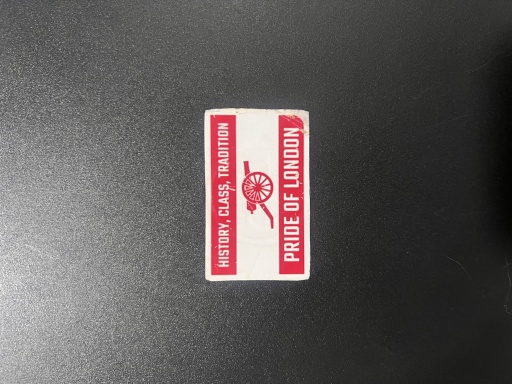 HISTORY, CLASS, TRADITION
PRIDE OF LONDON